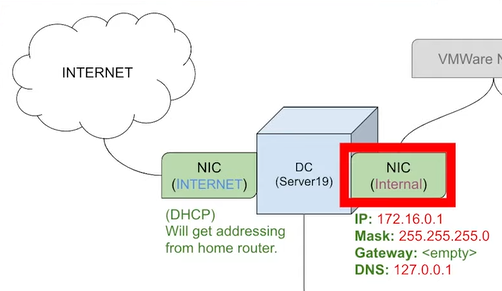 INTERNET
VMWare N
NIC
(INTERNET)
DC
(Server19)
NIC
(Internal)
(DHCP)
Will get addressing
from home router.
IP: 172.16.0.1
Mask: 255.255.255.0
Gateway: <empty>
DNS: 127.0.0.1